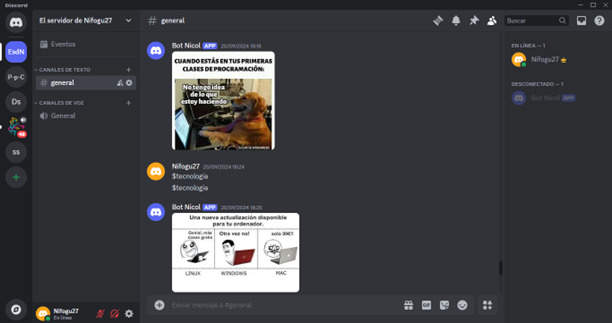 Discord
El servidor de Nifogu27
general
Buscar
Eventos
CANALES DE TEXTO
general
CANALES DE VOZ
General
EsdN
P-p-C
Ds
ss
Bot Nicol APP 20/09/2024 18:18
CUANDO ESTÁS EN TUS PRIMERAS
CLASES DE PROGRAMACIÓN:
No tengo idea
de lo que
estoy haciendo
Nifogu27 20/09/2024 18:24
$tecnologia
$tecnologia
Bot Nicol APP 20/09/2024 18:25
Una nueva actualización disponible
para tu ordenador.
Genial, más
cosas gratis
Otra vez no!
solo 99€!!
LINUX
WINDOWS
MAC
Enviar mensaje a #general
GIF
EN LÍNEA — 1
Nifogu27
DESCONECTADO — 1
Bot Nicol APP
Nifogu27
En línea